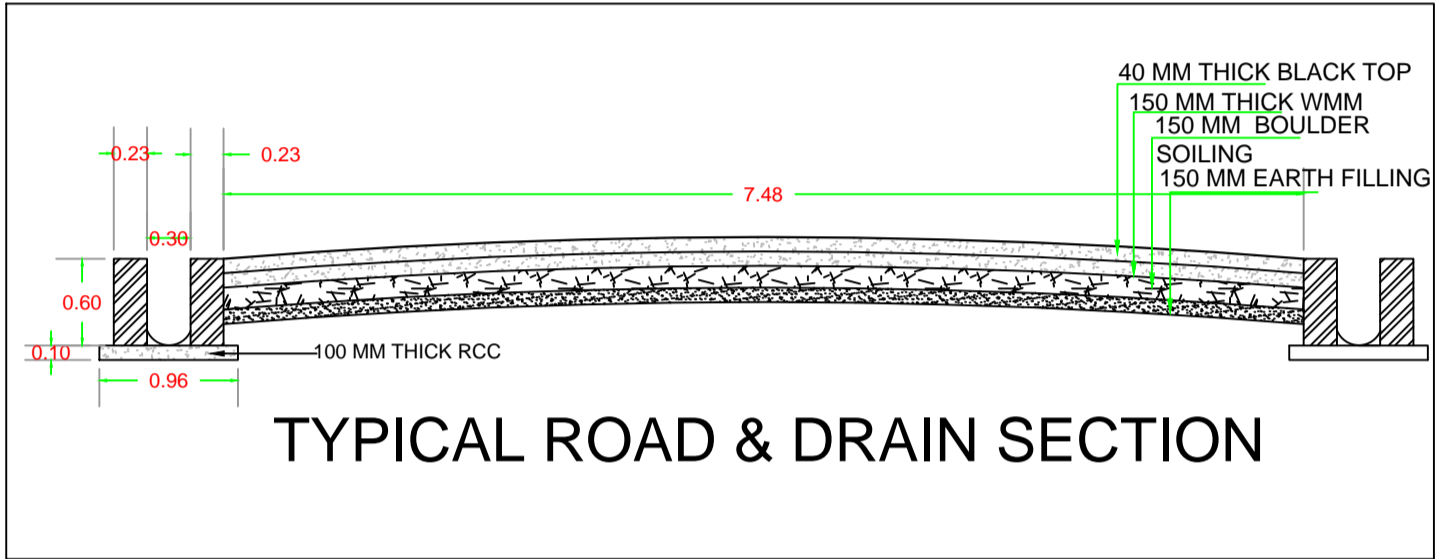 40 MM THICK BLACK TOP
150 MM THICK WMM
150 MM  BOULDER
SOILING
150 MM EARTH FILLING
0.23
0.23
7.48
0.30
0.60
0.10
100 MM THICK RCC
0.96
TYPICAL ROAD & DRAIN SECTION